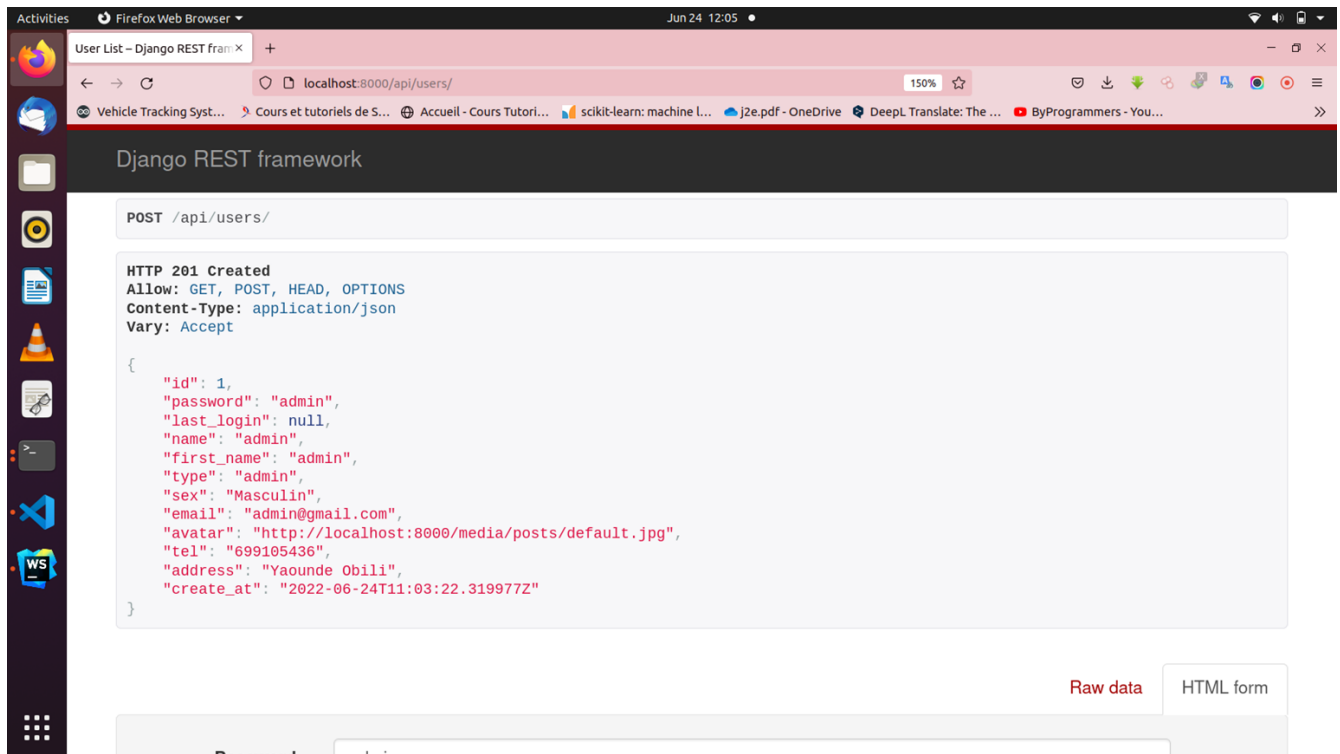 Activities
Firefox Web Browser
Jun 24 12:05
User List – Django REST fram
localhost:8000/api/users/
150%
Vehicle Tracking Syst...
Cours et tutoriels de S...
Accueil - Cours Tutori...
scikit-learn: machine l...
j2e.pdf - OneDrive
DeepL Translate: The ...
ByProgrammers - You...
Django REST framework
POST /api/users/
HTTP 201 Created
Allow: GET, POST, HEAD, OPTIONS
Content-Type: application/json
Vary: Accept
{
"id": 1,
"password": "admin",
"last_login": null,
"name": "admin",
"first_name": "admin",
"type": "admin",
"sex": "Masculin",
"email": "admin@gmail.com",
"avatar": "http://localhost:8000/media/posts/default.jpg",
"tel": "699105436",
"address": "Yaounde Obili",
"create_at": "2022-06-24T11:03:22.319977Z"
}
Raw data
HTML form
WS